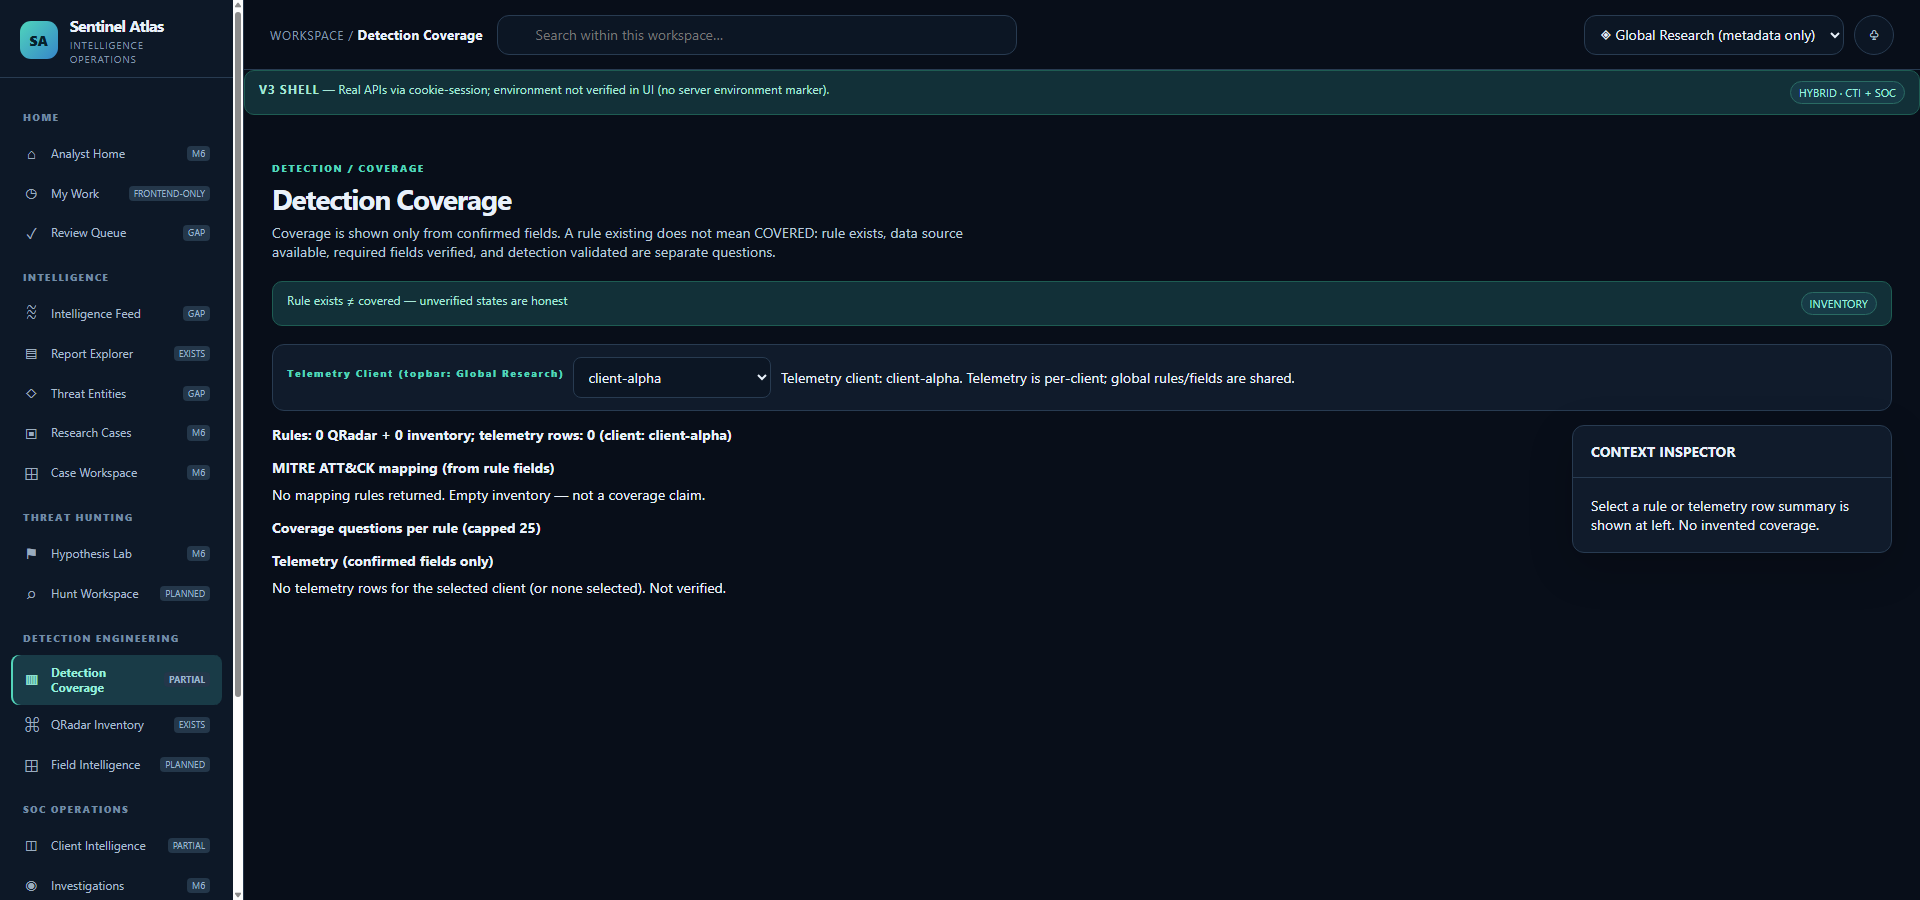 SA
Sentinel Atlas
INTELLIGENCE
OPERATIONS
HOME
Analyst Home M6
My Work FRONTEND-ONLY
Review Queue GAP
INTELLIGENCE
Intelligence Feed GAP
Report Explorer EXISTS
Threat Entities GAP
Research Cases M6
Case Workspace M6
THREAT HUNTING
Hypothesis Lab M6
Hunt Workspace PLANNED
DETECTION ENGINEERING
Detection
Coverage PARTIAL
QRadar Inventory EXISTS
Field Intelligence PLANNED
SOC OPERATIONS
Client Intelligence PARTIAL
Investigations M6
WORKSPACE / Detection Coverage
Search within this workspace...
◈ Global Research (metadata only)
V3 SHELL — Real APIs via cookie-session; environment not verified in UI (no server environment marker).
HYBRID · CTI + SOC
DETECTION / COVERAGE
Detection Coverage
Coverage is shown only from confirmed fields. A rule existing does not mean COVERED: rule exists, data source
available, required fields verified, and detection validated are separate questions.
Rule exists ≠ covered — unverified states are honest
INVENTORY
Telemetry Client (topbar: Global Research)
client-alpha
Telemetry client: client-alpha. Telemetry is per-client; global rules/fields are shared.
Rules: 0 QRadar + 0 inventory; telemetry rows: 0 (client: client-alpha)
MITRE ATT&CK mapping (from rule fields)
No mapping rules returned. Empty inventory — not a coverage claim.
Coverage questions per rule (capped 25)
Telemetry (confirmed fields only)
No telemetry rows for the selected client (or none selected). Not verified.
CONTEXT INSPECTOR
Select a rule or telemetry row summary is
shown at left. No invented coverage.